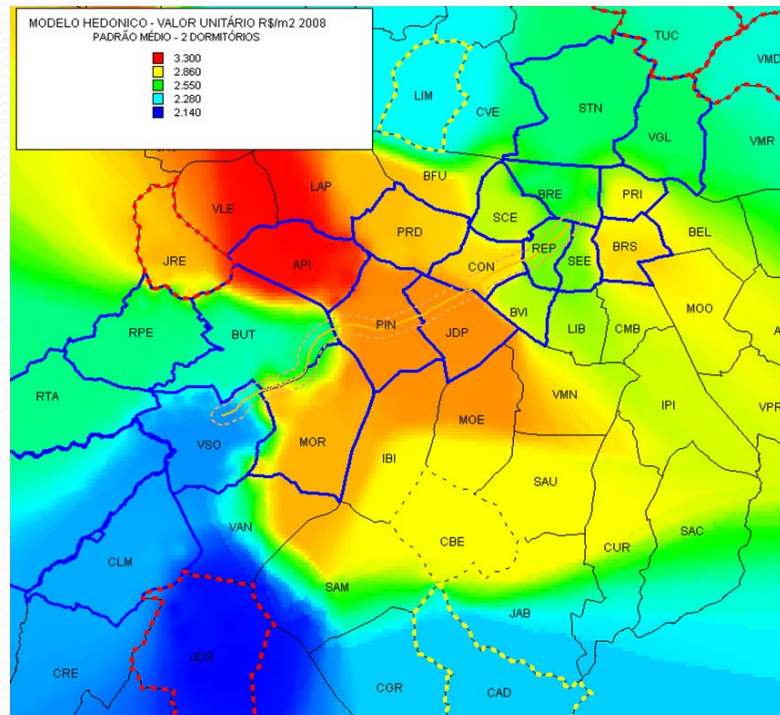 MODELO HEDONICO - VALOR UNITÁRIO R$/m2 2008
PADRÃO MÉDIO - 2 DORMITÓRIOS
3.300
2.860
2.550
2.280
2.140
TUC
VMD
LIM
CVE
STN
VGL
VMR
LAP
BFU
VLE
BRE
PRI
SCE
PRD
BEL
JRE
API
CON
REP
SEE
BRS
MOO
RPE
BUT
PIN
JDP
BVI
LIB
CMB
RTA
VMN
IPI
VPR
VSO
MOR
MOE
IBI
SAU
VAN
CBE
CUR
SAC
CLM
SAM
JAB
CRE
JDS
CGR
CAD